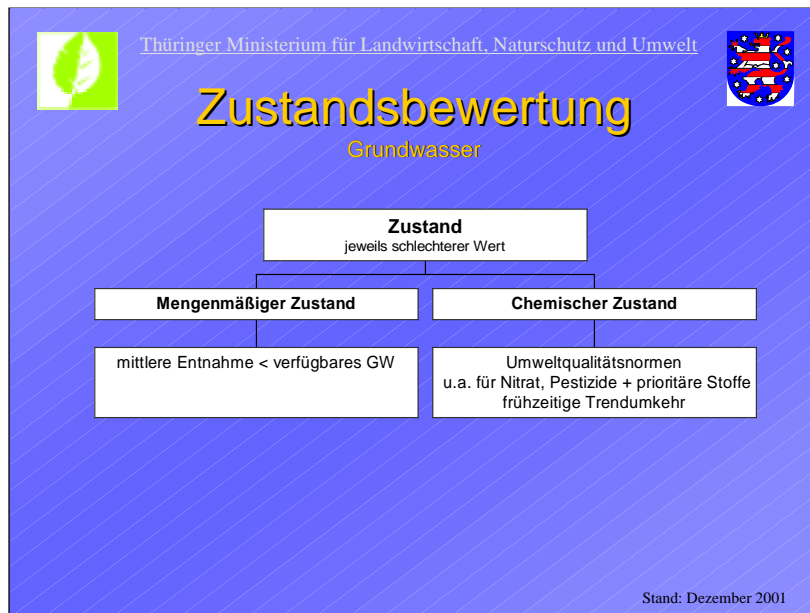 Thüringer Ministerium für Landwirtschaft, Naturschutz und Umwelt
Zustandsbewertung
Grundwasser
Zustand
jeweils schlechterer Wert
Mengenmäßiger Zustand
Chemischer Zustand
mittlere Entnahme < verfügbares GW
Umweltqualitätsnormen
u.a. für Nitrat, Pestizide + prioritäre Stoffe
frühzeitige Trendumkehr
Stand: Dezember 2001